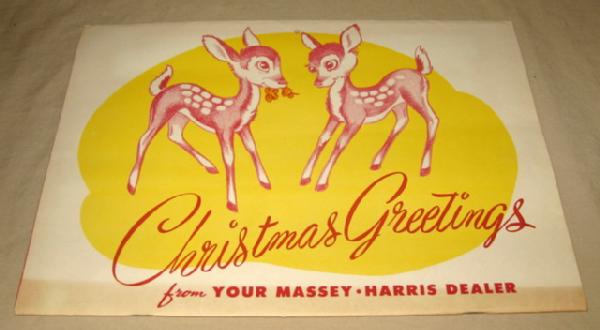 Christmas Greetings
from YOUR MASSEY • HARRIS DEALER